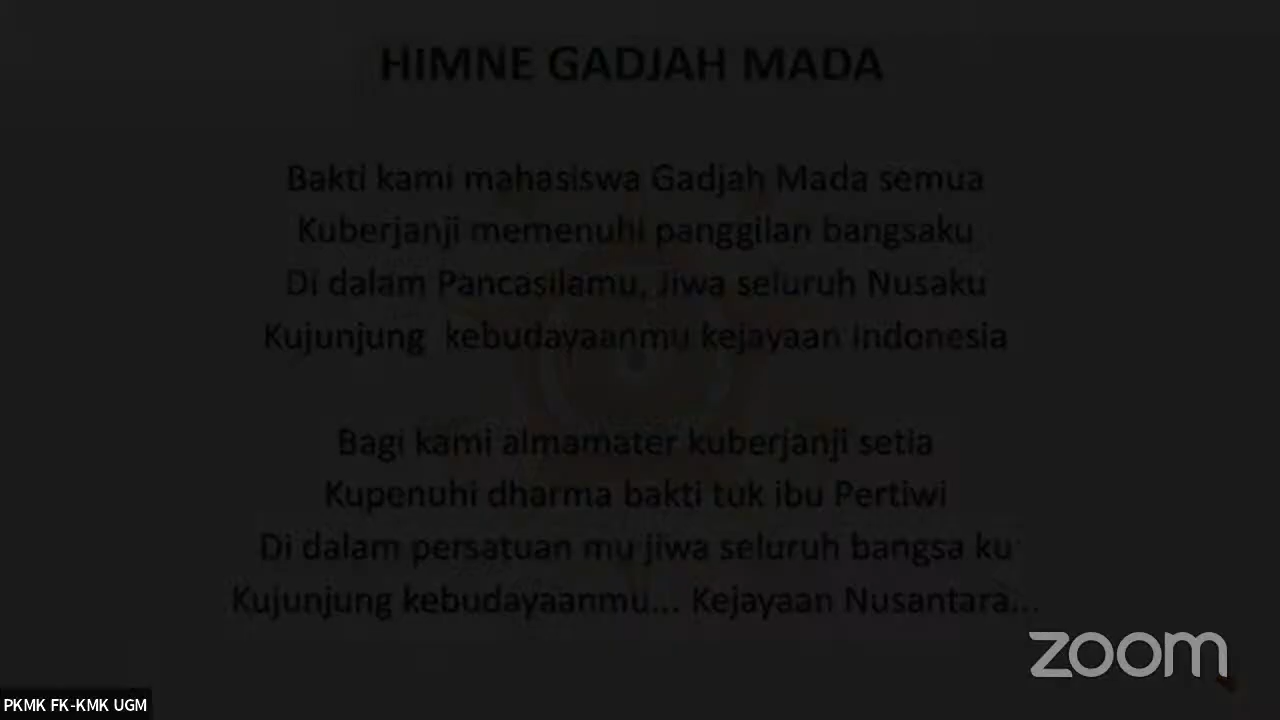 HIMNE GADJAH MADA
Bakti kami mahasiswa Gadjah Mada semua
Kuberjanji memenuhi panggilan bangsaku
Di dalam Pancasilamu, Jiwa seluruh Nusaku
Kujunjung kebudayaanmu kejayaan Indonesia
Bagi kami almamater kuberjanji setia
Kupenuhi dharma bakti tuk ibu Pertiwi
Di dalam persatuan mu jiwa seluruh bangsa ku
Kujunjung kebudayaanmu... Kejayaan Nusantara...
zoom
PKMK FK-KMK UGM